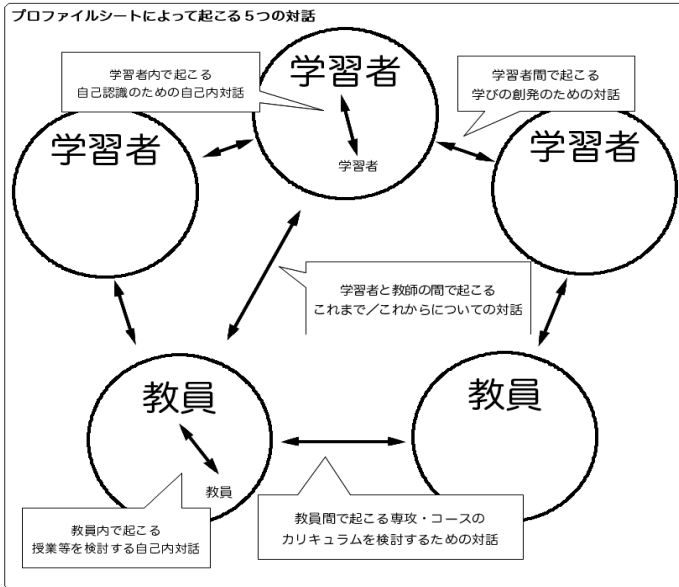 プロファイルシートによって起こる5つの対話
学習者
学習者内で起こる
自己認識のための自己内対話
学習者
学習者間で起こる
学びの創発のための対話
学習者
学習者
学習者と教師の間で起こる
これまで／これからについての対話
教員
教員
教員
教員内で起こる
授業等を検討する自己内対話
教員間で起こる専攻・コースの
カリキュラムを検討するための対話